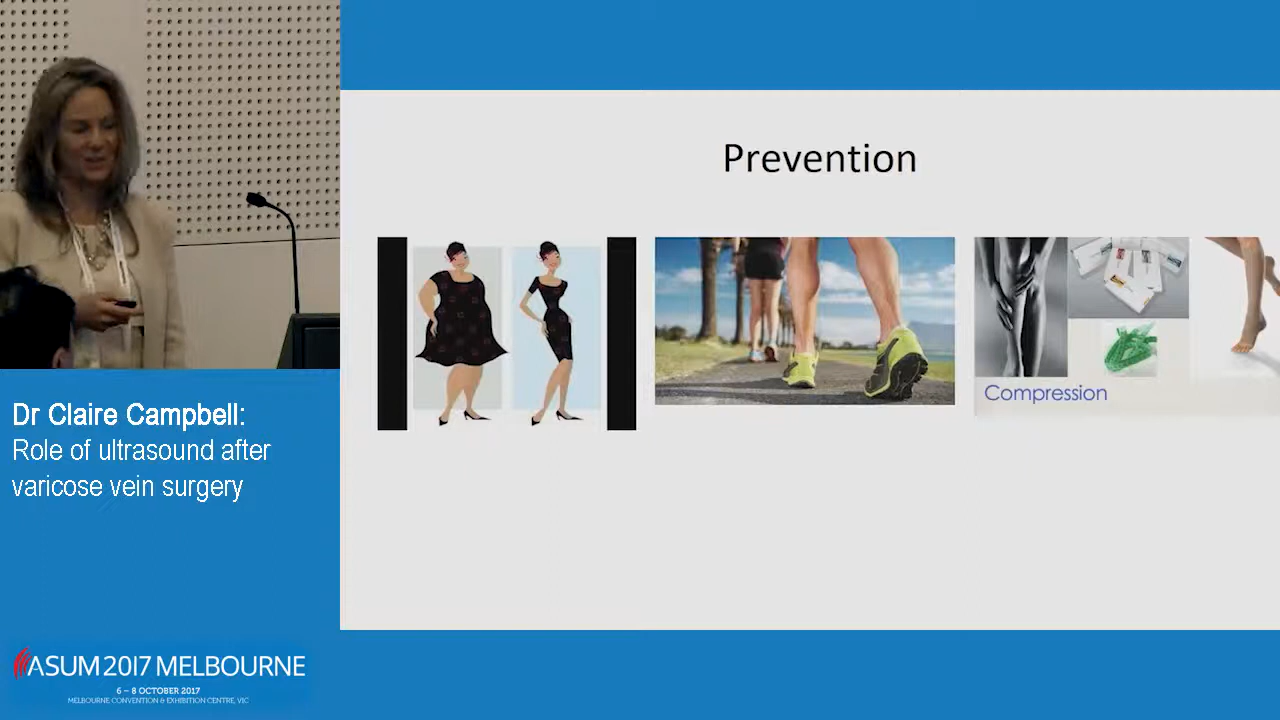 Prevention
Compression
Dr Claire Campbell:
Role of ultrasound after
varicose vein surgery
ASUM 2017 MELBOURNE
6 – 8 OCTOBER 2017
MELBOURNE CONVENTION & EXHIBITION CENTRE, VIC